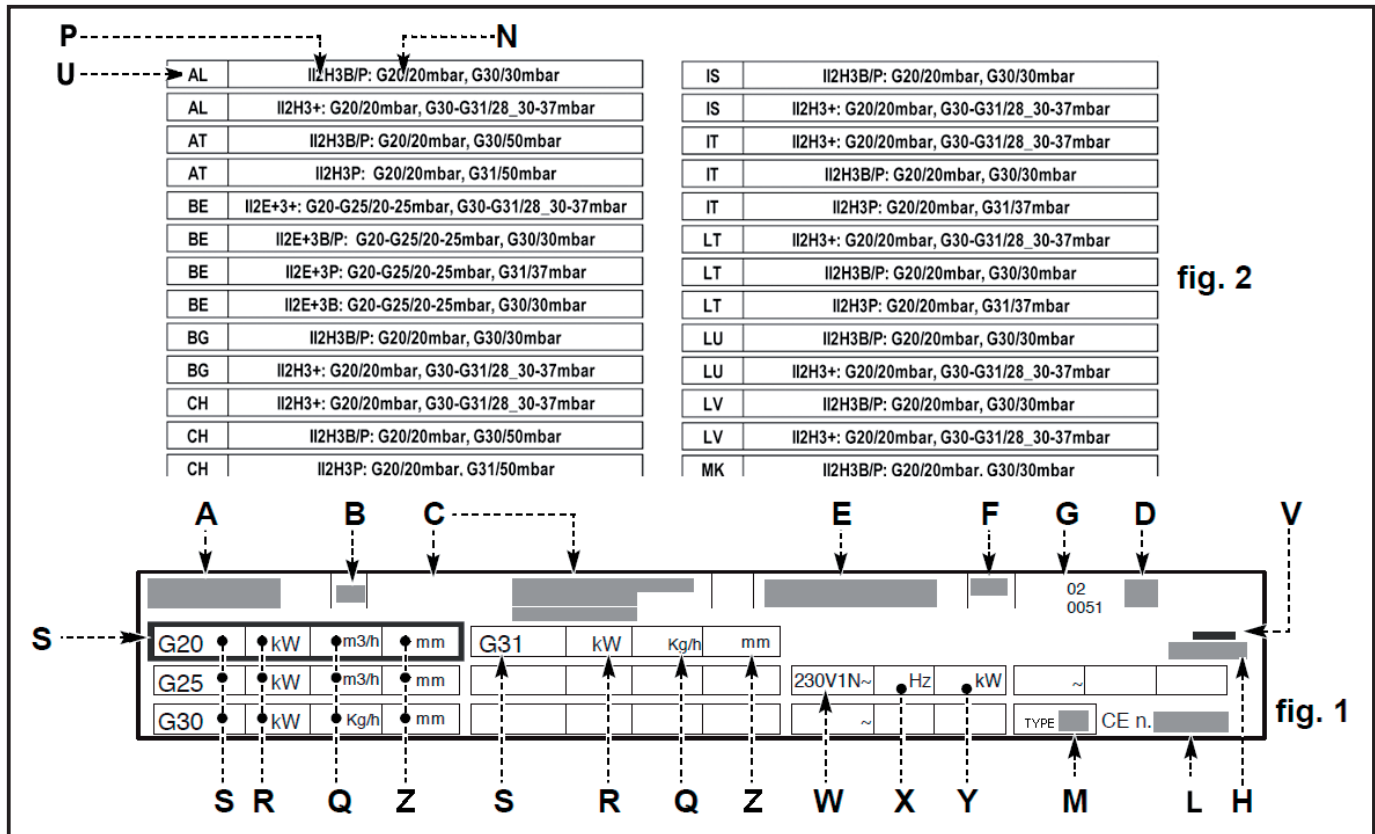 P N
U
AL II2H3B/P: G20/20mbar, G30/30mbar
AL II2H3+: G20/20mbar, G30-G31/28_30-37mbar
AT II2H3B/P: G20/20mbar, G30/50mbar
AT II2H3P: G20/20mbar, G31/50mbar
BE II2E+3+: G20-G25/20-25mbar, G30-G31/28_30-37mbar
BE II2E+3B/P: G20-G25/20-25mbar, G30/30mbar
BE II2E+3P: G20-G25/20-25mbar, G31/37mbar
BE II2E+3B: G20-G25/20-25mbar, G30/30mbar
BG II2H3B/P: G20/20mbar, G30/30mbar
BG II2H3+: G20/20mbar, G30-G31/28_30-37mbar
CH II2H3+: G20/20mbar, G30-G31/28_30-37mbar
CH II2H3B/P: G20/20mbar, G30/50mbar
CH II2H3P: G20/20mbar, G31/50mbar
IS II2H3B/P: G20/20mbar, G30/30mbar
IS II2H3+: G20/20mbar, G30-G31/28_30-37mbar
IT II2H3+: G20/20mbar, G30-G31/28_30-37mbar
IT II2H3B/P: G20/20mbar, G30/30mbar
IT II2H3P: G20/20mbar, G31/37mbar
LT II2H3+: G20/20mbar, G30-G31/28_30-37mbar
LT II2H3B/P: G20/20mbar, G30/30mbar
LT II2H3P: G20/20mbar, G31/37mbar
LU II2H3B/P: G20/20mbar, G30/30mbar
LU II2H3+: G20/20mbar, G30-G31/28_30-37mbar
LV II2H3B/P: G20/20mbar, G30/30mbar
LV II2H3+: G20/20mbar, G30-G31/28_30-37mbar
MK II2H3B/P: G20/20mbar, G30/30mbar
fig. 2
A B C E F G D V
02
0051
S
G20 kW m3/h mm G31 kW Kg/h mm
G25 kW m3/h mm 230V1N~ Hz kW ~
G30 kW Kg/h mm ~ TYPE CE n.
fig. 1
S R Q Z S R Q Z W X Y M L H